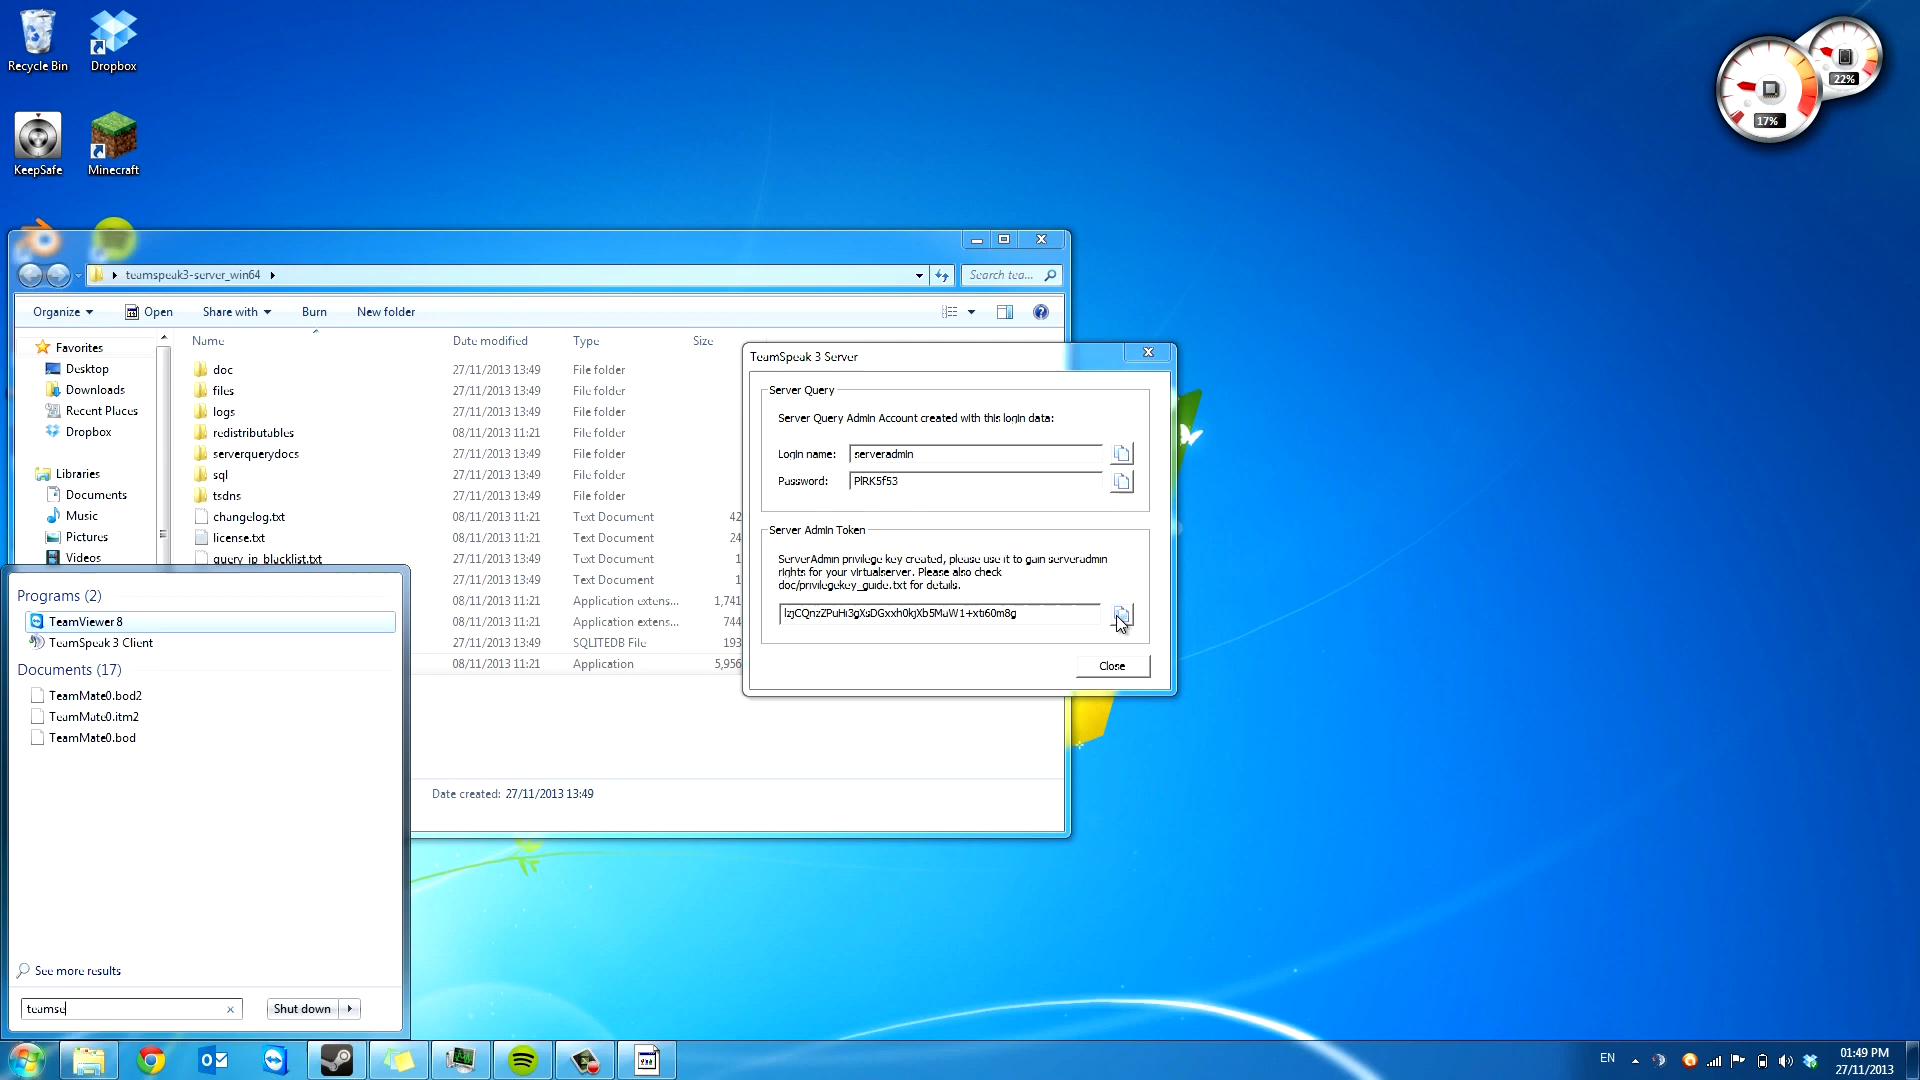 Recycle Bin
Dropbox
KeepSafe
Minecraft
22%
17%
teamspeak3-server_win64
Search tea...
Organize
Open
Share with
Burn
New folder
Name
Date modified
Type
Size
Favorites
Desktop
Downloads
Recent Places
Dropbox
Libraries
Documents
Music
Pictures
Videos
doc 27/11/2013 13:49 File folder
files 27/11/2013 13:49 File folder
logs 27/11/2013 13:49 File folder
redistributables 08/11/2013 11:21 File folder
serverquerydocs 08/11/2013 11:21 File folder
sql 27/11/2013 13:49 File folder
tsdns 27/11/2013 13:49 File folder
changelog.txt 08/11/2013 11:21 Text Document 42
license.txt 08/11/2013 11:21 Text Document 24
query_ip_blacklist.txt 27/11/2013 13:49 Text Document 1
27/11/2013 13:49 Text Document 1
08/11/2013 11:21 Application extens... 1,741
08/11/2013 11:21 Application extens... 744
27/11/2013 13:49 SQLITEDB File 193
08/11/2013 11:21 Application 5,956
Date created: 27/11/2013 13:49
TeamSpeak 3 Server
Server Query
Server Query Admin Account created with this login data:
Login name: serveradmin
Password: PlRK5f53
Server Admin Token
ServerAdmin privilege key created, please use it to gain serveradmin
rights for your virtualserver. Please also check
doc/privilegekey_guide.txt for details.
Close
Programs (2)
TeamViewer 8
TeamSpeak 3 Client
Documents (17)
TeamMate0.bod2
TeamMate0.itm2
TeamMate0.bod
See more results
teamse
Shut down
EN
01:49 PM
27/11/2013